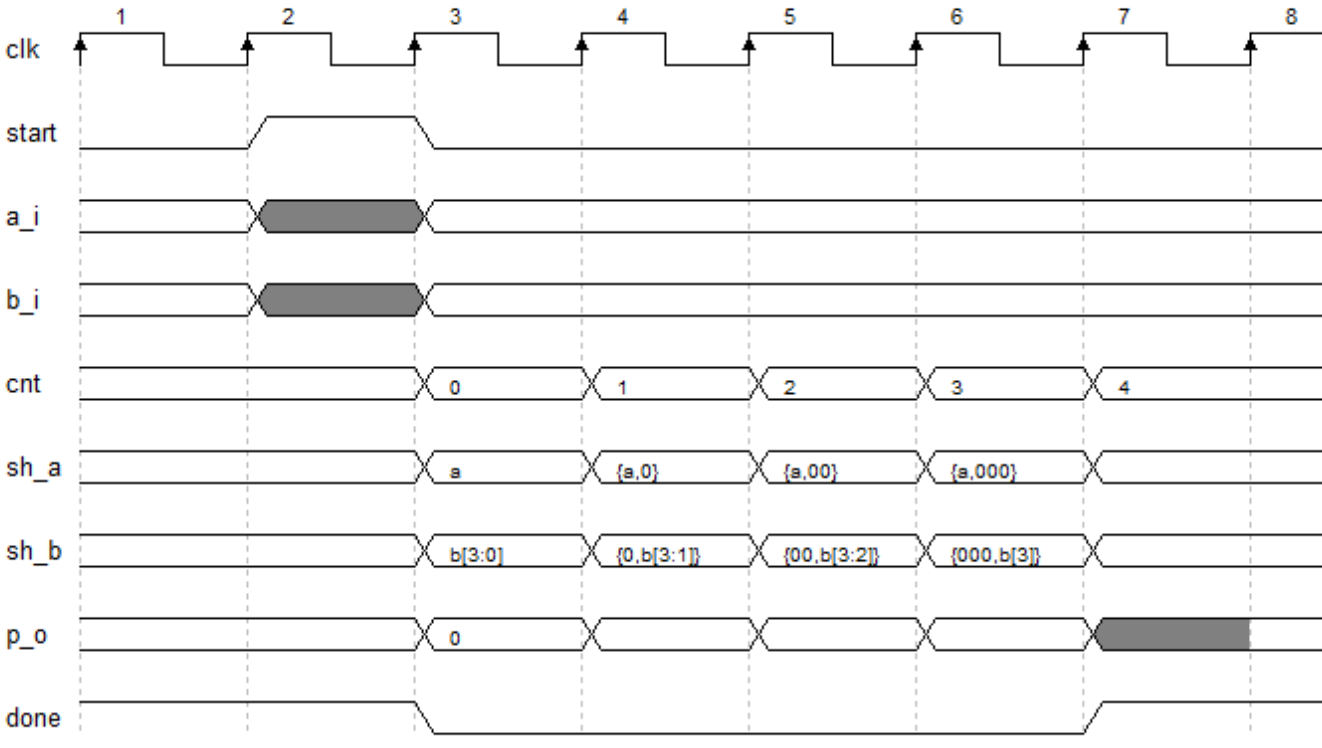 1 2 3 4 5 6 7 8
clk
start
a_i
b_i
cnt 0 1 2 3 4
sh_a a {a,0} {a,00} {a,000}
sh_b b[3:0] {0,b[3:1]} {00,b[3:2]} {000,b[3]}
p_o 0
done